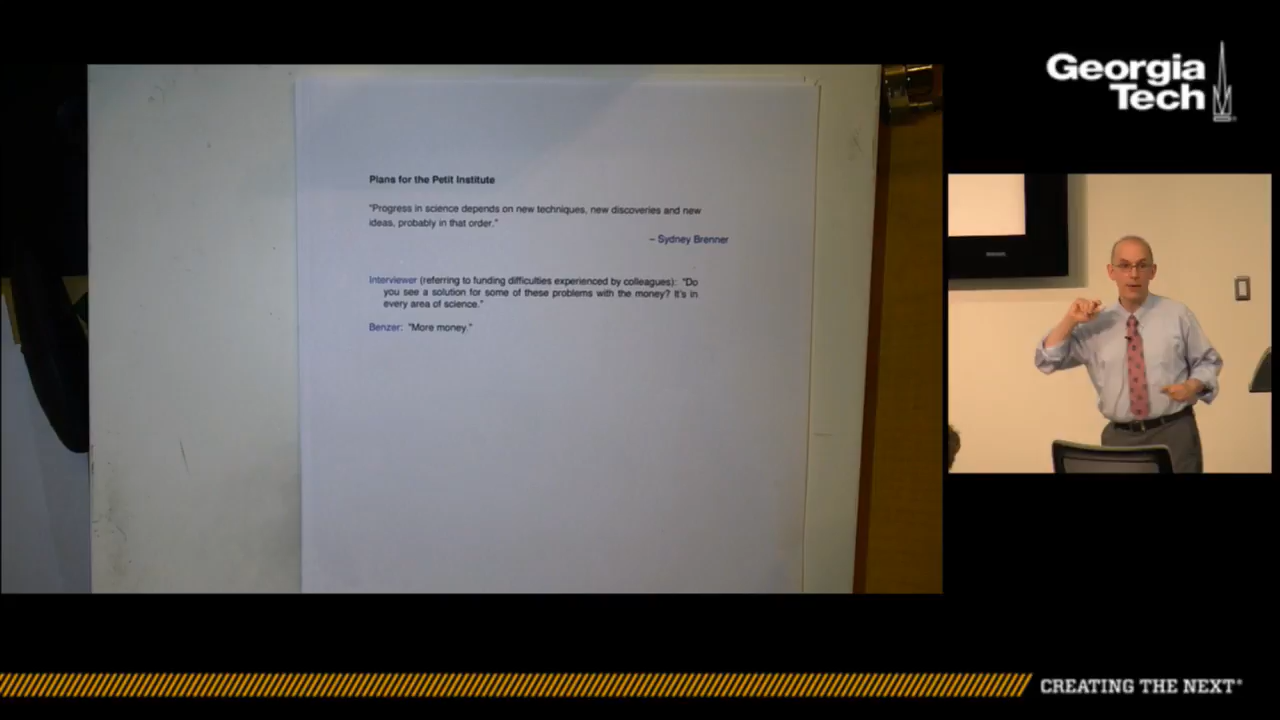 Georgia
Tech
Plans for the Petit Institute
"Progress in science depends on new techniques, new discoveries and new
ideas, probably in that order."
– Sydney Brenner
Interviewer (referring to funding difficulties experienced by colleagues): "Do
you see a solution for some of these problems with the money? It's in
every area of science."
Benzer: "More money."
CREATING THE NEXT®